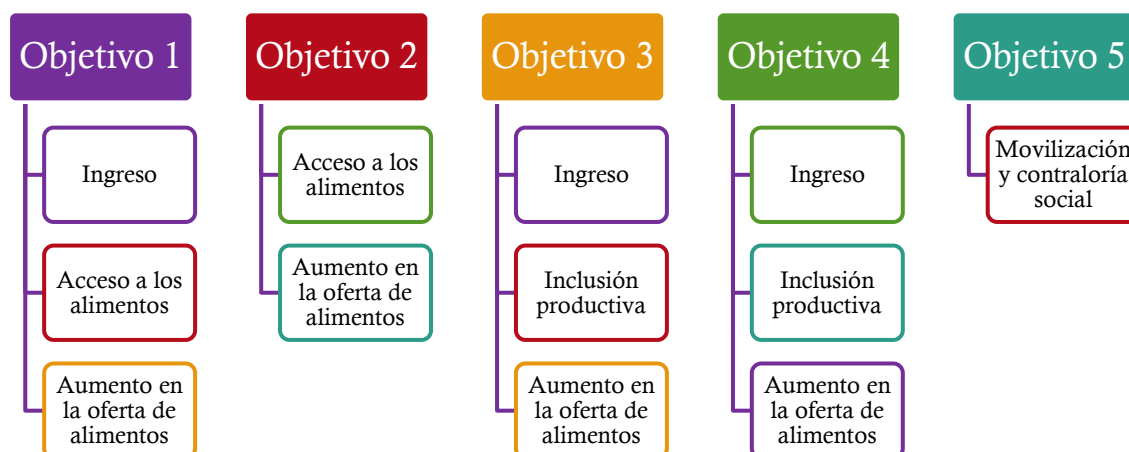 Objetivo 1
Ingreso
Acceso a los
alimentos
Aumento en
la oferta de
alimentos
Objetivo 2
Acceso a los
alimentos
Aumento en
la oferta de
alimentos
Objetivo 3
Ingreso
Inclusión
productiva
Aumento en
la oferta de
alimentos
Objetivo 4
Ingreso
Inclusión
productiva
Aumento en
la oferta de
alimentos
Objetivo 5
Movilización
y contraloría
social